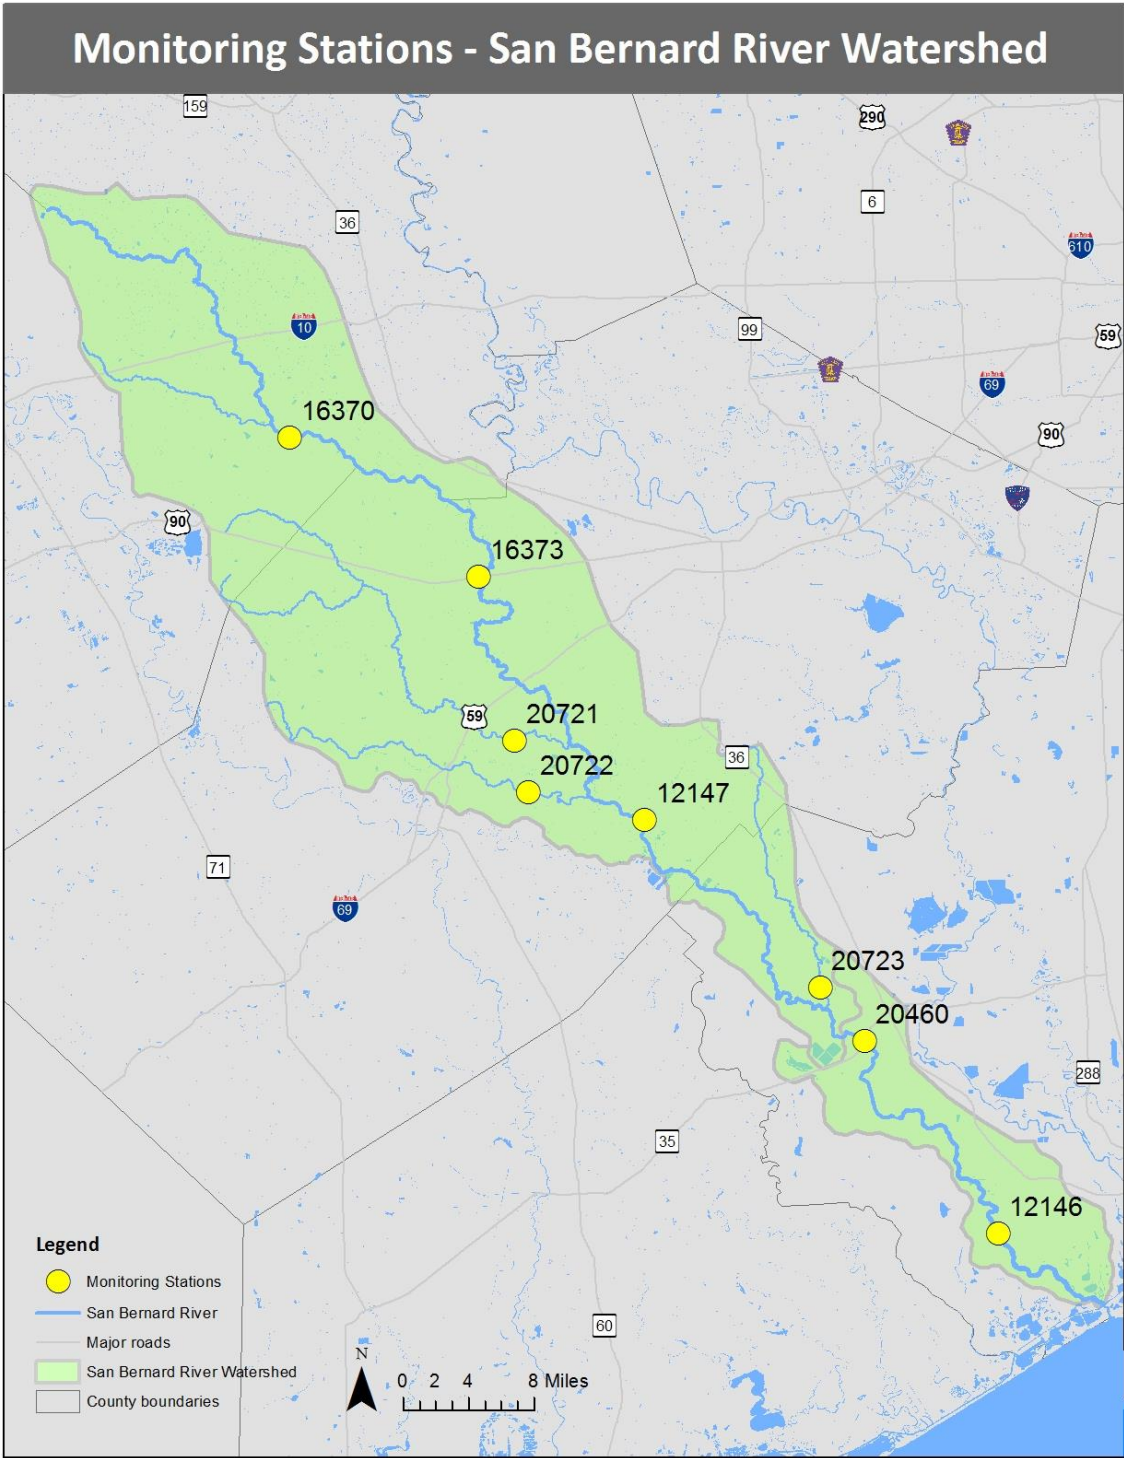 Monitoring Stations - San Bernard River Watershed
159
290
6
36
610
10
99
59
69
16370
90
90
16373
20721
59
20722
36
12147
71
69
20723
20460
288
35
12146
Legend
Monitoring Stations
San Bernard River
Major roads
San Bernard River Watershed
County boundaries
60
N
0 2 4 8 Miles